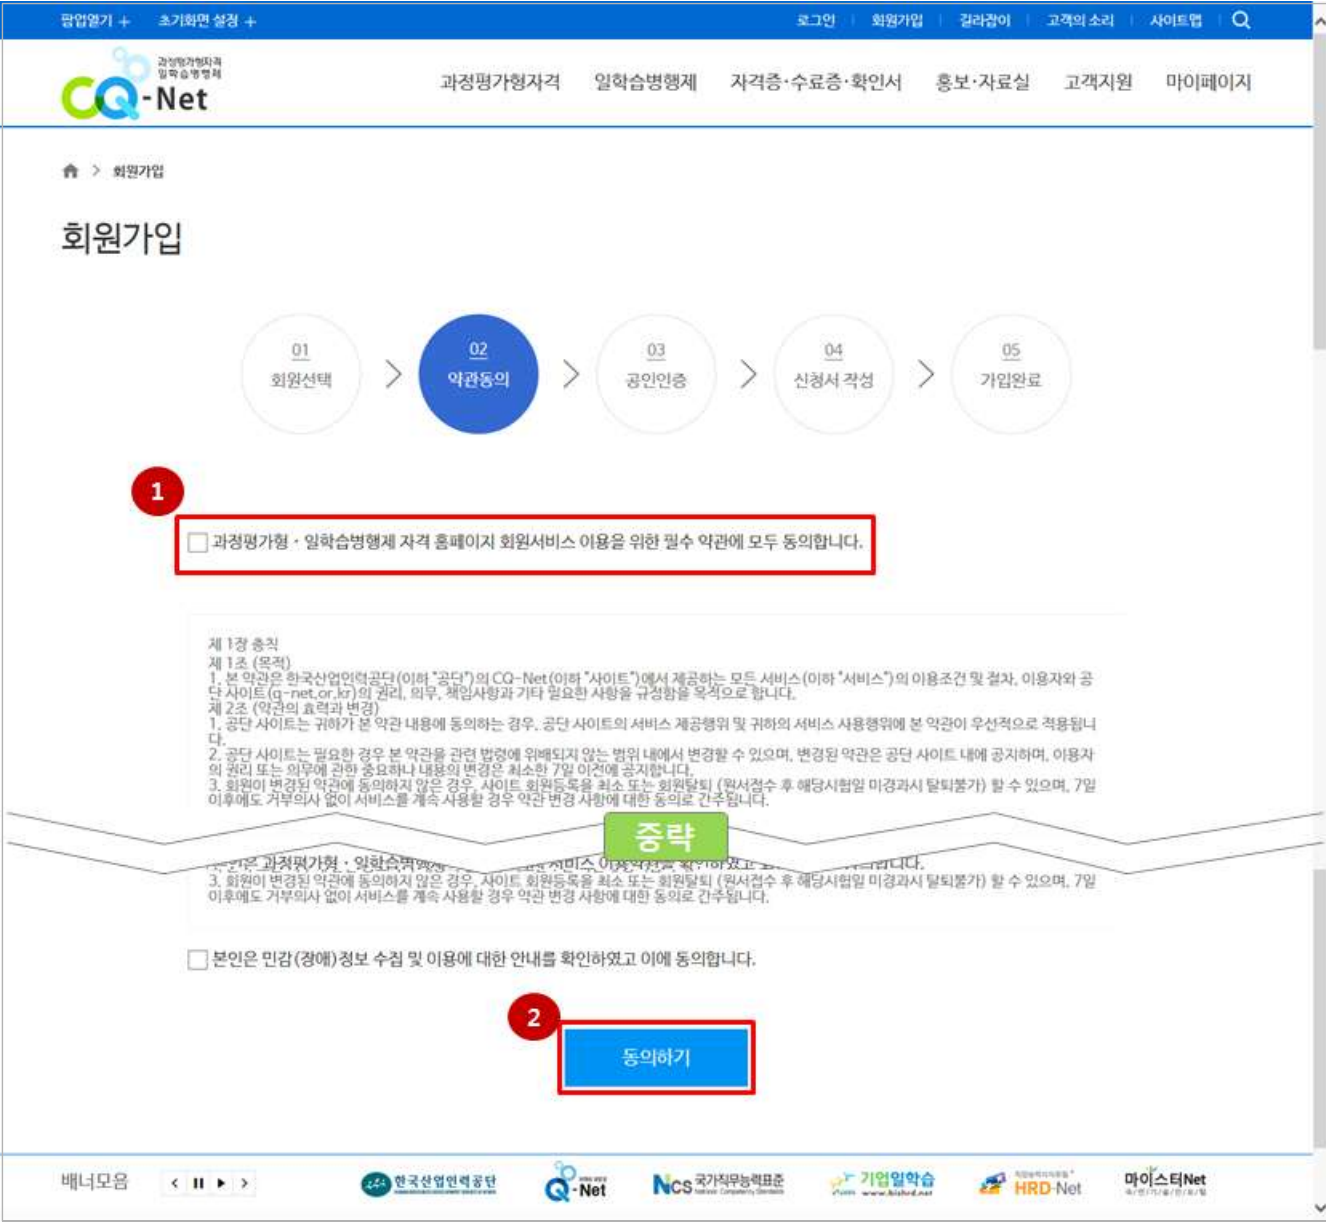 팝업열기 + 초기화면 설정 + 로그인 회원가입 길라잡이 고객의 소리 사이트맵
과정평가형자격
일학습병행제
CQ-Net
과정평가형자격 일학습병행제 자격증·수료증·확인서 홍보·자료실 고객지원 마이페이지
> 회원가입
회원가입
01 회원선택 > 02 약관동의 > 03 공인인증 > 04 신청서 작성 > 05 가입완료
1
과정평가형 · 일학습병행제 자격 홈페이지 회원서비스 이용을 위한 필수 약관에 모두 동의합니다.
제 1장 총칙
제 1조 (목적)
1. 본 약관은 한국산업인력공단(이하 "공단")의 CQ-Net(이하 "사이트")에서 제공하는 모든 서비스(이하 "서비스")의 이용조건 및 절차, 이용자와 공
단 사이트(q-net.or.kr)의 권리, 의무, 책임사항과 기타 필요한 사항을 규정함을 목적으로 합니다.
제 2조 (약관의 효력과 변경)
1. 공단 사이트는 귀하가 본 약관 내용에 동의하는 경우, 공단 사이트의 서비스 제공행위 및 귀하의 서비스 사용행위에 본 약관이 우선적으로 적용됩니
다.
2. 공단 사이트는 필요한 경우 본 약관을 관련 법령에 위배되지 않는 범위 내에서 변경할 수 있으며, 변경된 약관은 공단 사이트 내에 공지하며, 이용자
의 권리 또는 의무에 관한 중요하나 내용의 변경은 최소한 7일 이전에 공지합니다.
3. 회원이 변경된 약관에 동의하지 않은 경우, 사이트 회원등록을 최소 또는 회원탈퇴 (원서접수 후 해당시험일 미경과시 탈퇴불가) 할 수 있으며, 7일
이후에도 거부의사 없이 서비스를 계속 사용할 경우 약관 변경 사항에 대한 동의로 간주됩니다.
중략
과정평가형 · 일학습병행제 서비스 이용약관을 확인하였고
3. 회원이 변경된 약관에 동의하지 않은 경우, 사이트 회원등록을 최소 또는 회원탈퇴 (원서접수 후 해당시험일 미경과시 탈퇴불가) 할 수 있으며, 7일
이후에도 거부의사 없이 서비스를 계속 사용할 경우 약관 변경 사항에 대한 동의로 간주됩니다.
본인은 민감(장애)정보 수집 및 이용에 대한 안내를 확인하였고 이에 동의합니다.
2
동의하기
배너모음 한국산업인력공단 Q-Net NCS 국가직무능력표준 기업일학습 HRD-Net 마이스터Net